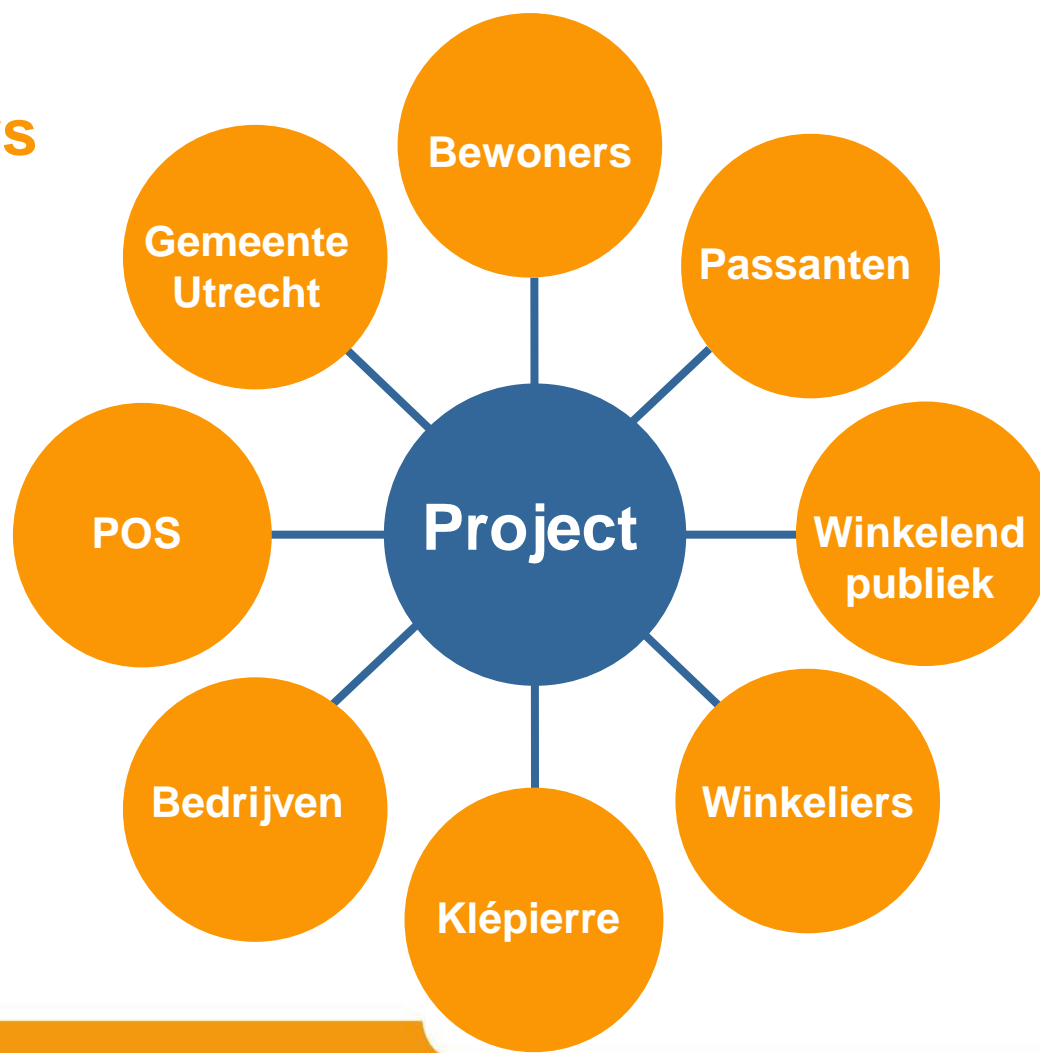 Bewoners
Gemeente
Utrecht
Passanten
POS
Project
Winkelend
publiek
Bedrijven
Winkeliers
Klépierre